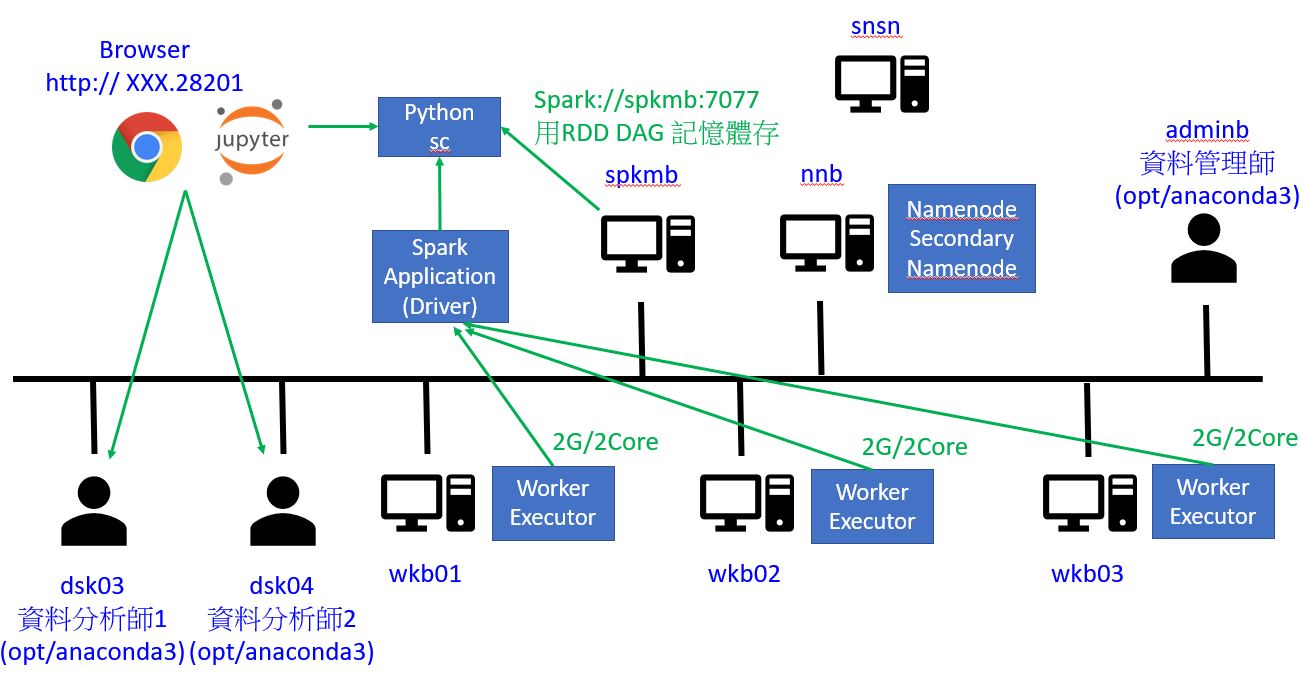 snsn
Browser
http:// XXX.28201
jupyter
Python
sc
Spark://spkmb:7077
用RDD DAG 記憶體存
spkmb
nnb
Namenode
Secondary
Namenode
adminb
資料管理師
(opt/anaconda3)
Spark
Application
(Driver)
2G/2Core
2G/2Core
2G/2Core
Worker
Executor
Worker
Executor
Worker
Executor
wkb01
wkb02
wkb03
dsk03
資料分析師1
(opt/anaconda3)
dsk04
資料分析師2
(opt/anaconda3)